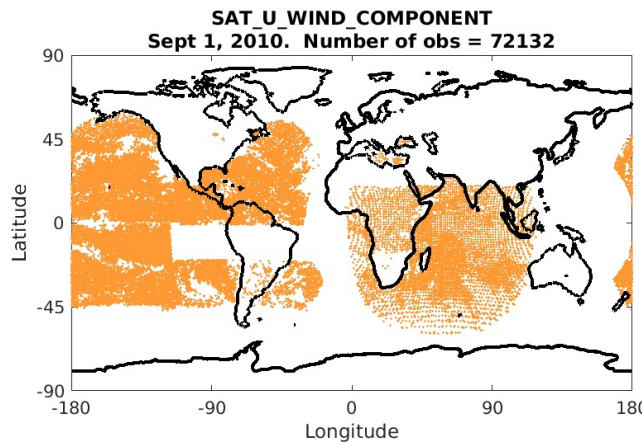 SAT_U_WIND_COMPONENT
Sept 1, 2010.  Number of obs = 72132
90
45
0
-45
-90
Latitude
-180
-90
0
90
180
Longitude